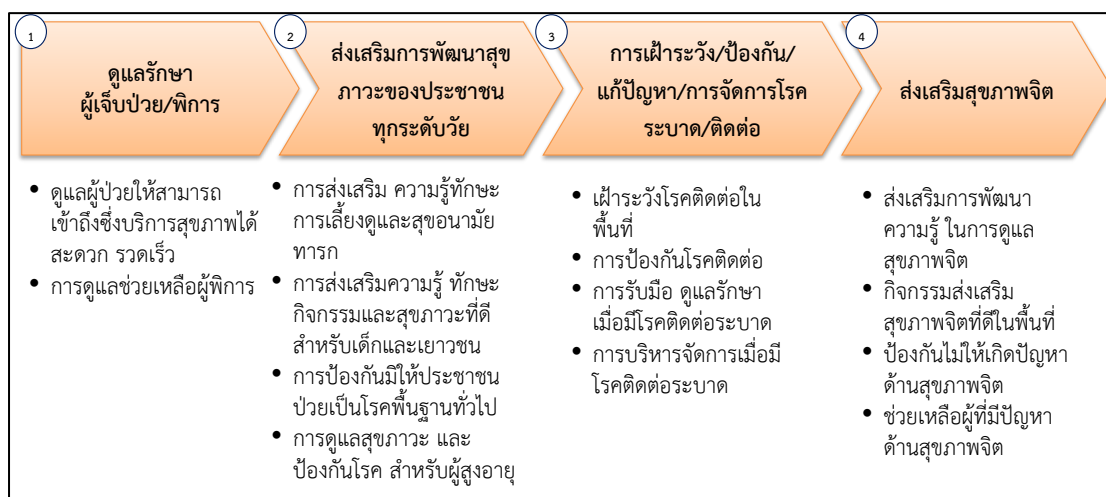 1
ดูแลรักษา
ผู้เจ็บป่วย/พิการ
2
ส่งเสริมการพัฒนาสุข
ภาวะของประชาชน
ทุกระดับวัย
3
การเฝ้าระวัง/ป้องกัน/
แก้ปัญหา/การจัดการโรค
ระบาด/ติดต่อ
4
ส่งเสริมสุขภาพจิต
• ดูแลผู้ป่วยให้สามารถ
เข้าถึงซึ่งบริการสุขภาพได้
สะดวก รวดเร็ว
• การดูแลช่วยเหลือผู้พิการ
• การส่งเสริม ความรู้ทักษะ
การเลี้ยงดูและสุขอนามัย
ทารก
• การส่งเสริมความรู้ ทักษะ
กิจกรรมและสุขภาวะที่ดี
สำหรับเด็กและเยาวชน
• การป้องกันมิให้ประชาชน
ป่วยเป็นโรคพื้นฐานทั่วไป
• การดูแลสุขภาวะ และ
ป้องกันโรค สำหรับผู้สูงอายุ
• เฝ้าระวังโรคติดต่อใน
พื้นที่
• การป้องกันโรคติดต่อ
• การรับมือ ดูแลรักษา
เมื่อมีโรคติดต่อระบาด
• การบริหารจัดการเมื่อมี
โรคติดต่อระบาด
• ส่งเสริมการพัฒนา
ความรู้ ในการดูแล
สุขภาพจิต
• กิจกรรมส่งเสริม
สุขภาพจิตที่ดีในพื้นที่
• ป้องกันไม่ให้เกิดปัญหา
ด้านสุขภาพจิต
• ช่วยเหลือผู้ที่มีปัญหา
ด้านสุขภาพจิต